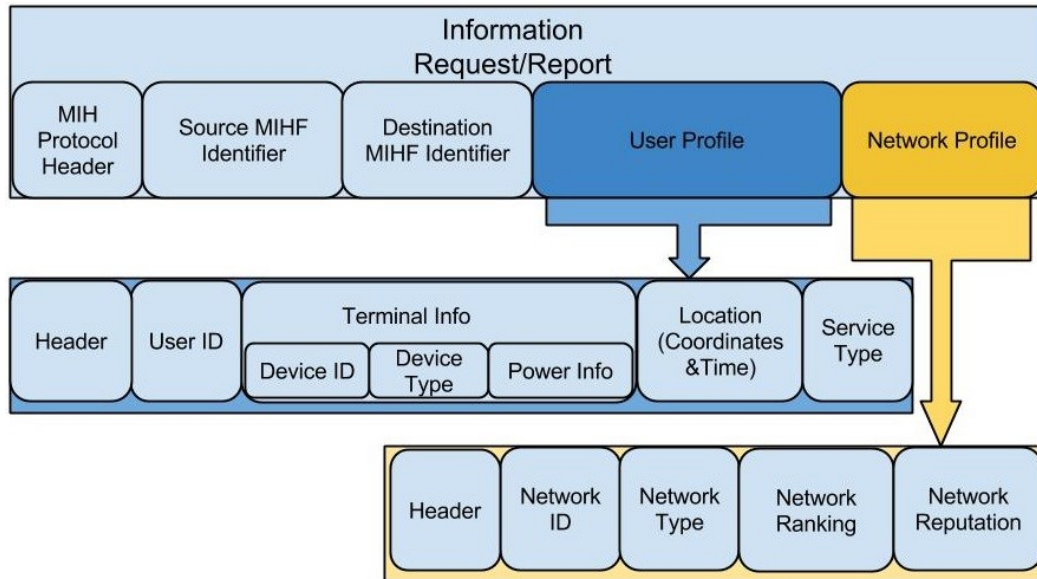 Information
Request/Report
MIH
Protocol
Header
Source MIHF
Identifier
Destination
MIHF Identifier
User Profile
Network Profile
Header
User ID
Terminal Info
Device ID
Device
Type
Power Info
Location
(Coordinates
&Time)
Service
Type
Header
Network
ID
Network
Type
Network
Ranking
Network
Reputation